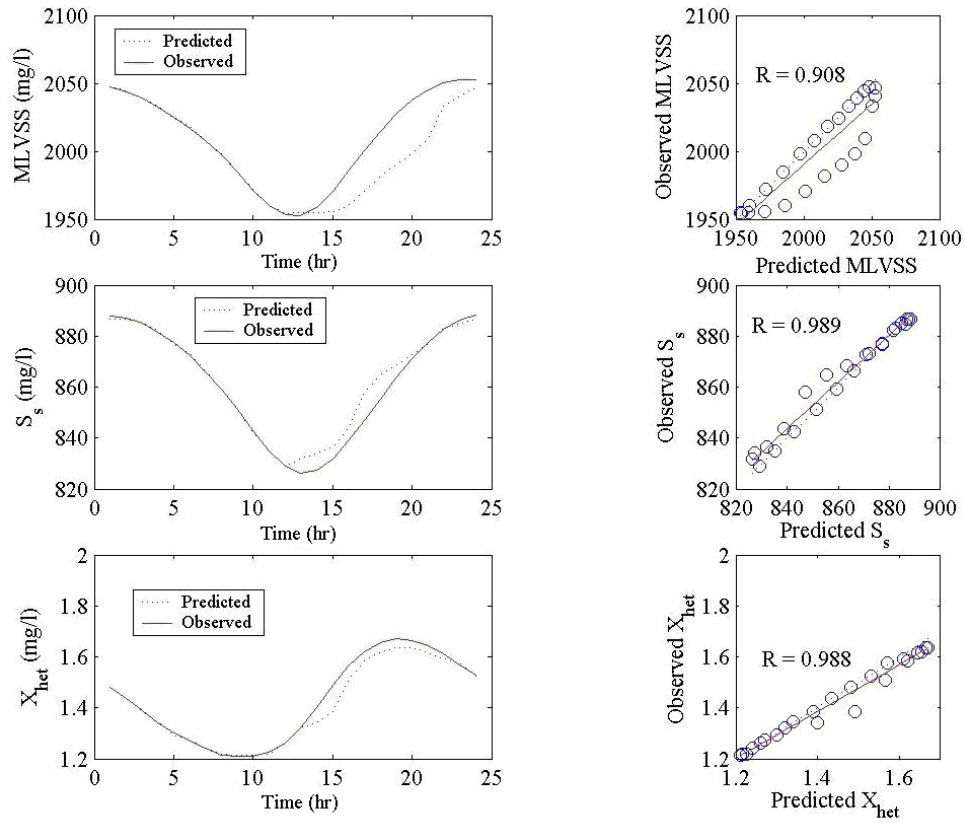 2100
2050
2000
1950
MLVSS (mg/l)
Predicted
Observed
0 5 10 15 20 25
Time (hr)
2100
2050
2000
1950
Observed MLVSS
R = 0.908
1950 2000 2050 2100
Predicted MLVSS
900
880
860
840
820
S_s (mg/l)
Predicted
Observed
0 5 10 15 20 25
Time (hr)
900
880
860
840
820
Observed S_s
R = 0.989
820 840 860 880 900
Predicted S_s
2
1.8
1.6
1.4
1.2
X_het (mg/l)
Predicted
Observed
0 5 10 15 20 25
Time (hr)
2
1.8
1.6
1.4
1.2
Observed X_het
R = 0.988
1.2 1.4 1.6
Predicted X_het